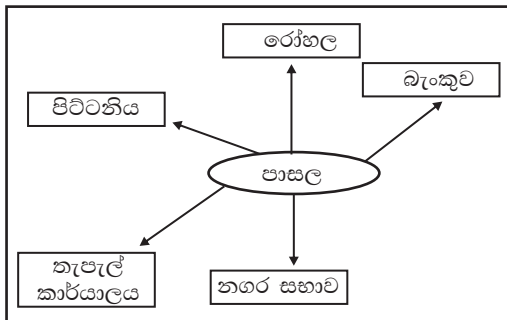 රෝහල
බැංකුව
පිට්ටනිය
පාසල
තැපැල්
කාර්යාලය
නගර සභාව